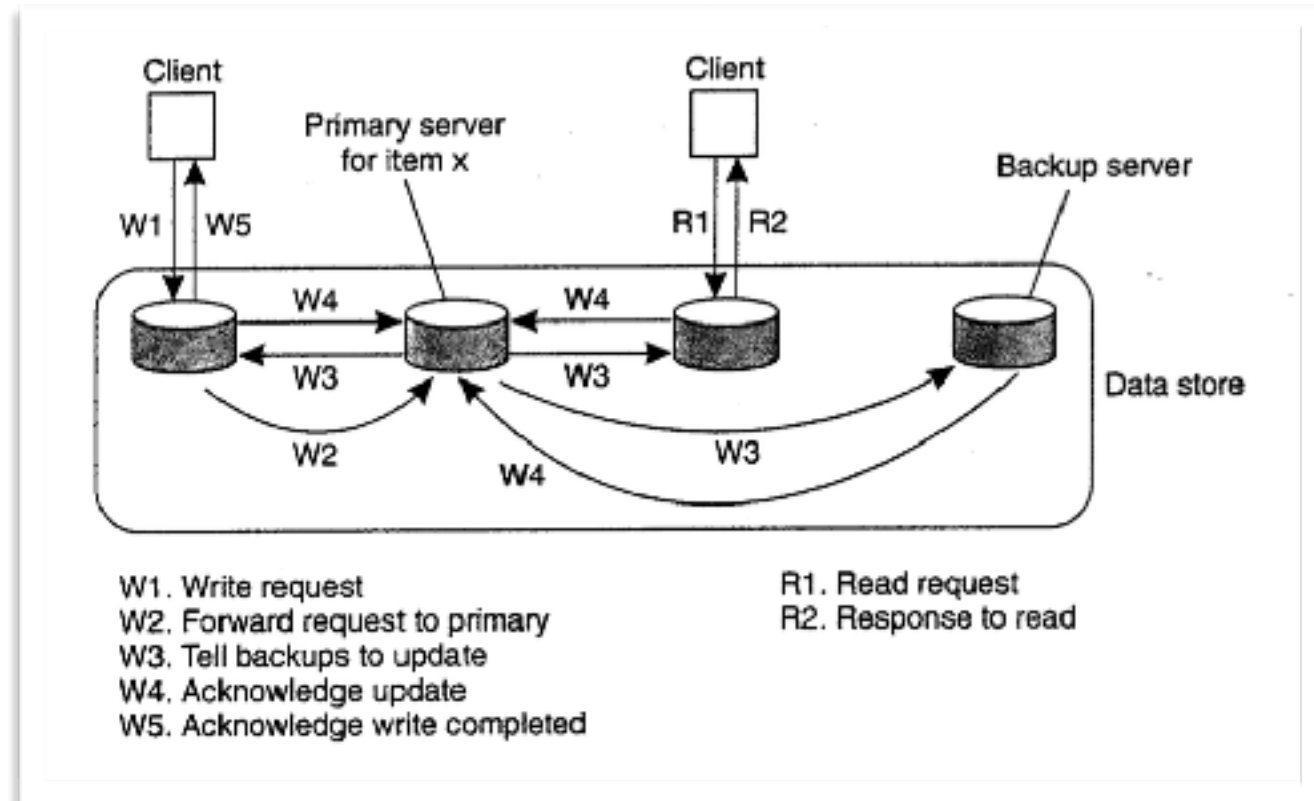 Client
Client
Primary server
for item x
Backup server
W1
W5
R1
R2
W4
W4
W3
W3
Data store
W2
W3
W4
W1. Write request
W2. Forward request to primary
W3. Tell backups to update
W4. Acknowledge update
W5. Acknowledge write completed
R1. Read request
R2. Response to read